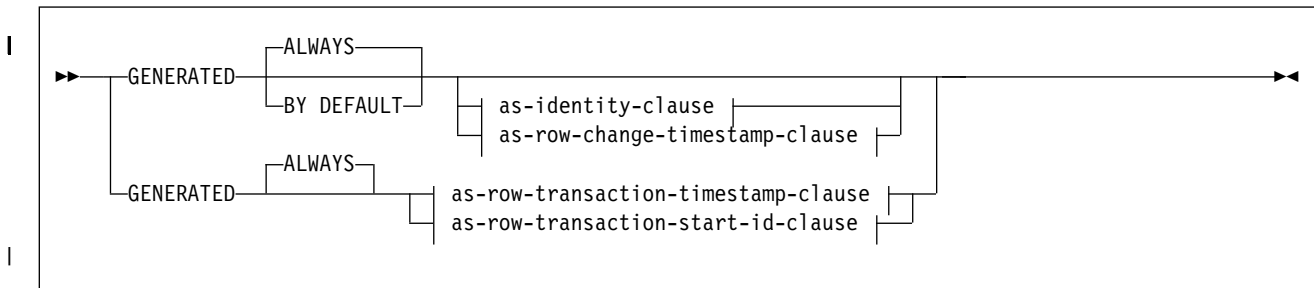 ALWAYS
GENERATED
BY DEFAULT
as-identity-clause
as-row-change-timestamp-clause
ALWAYS
GENERATED
as-row-transaction-timestamp-clause
as-row-transaction-start-id-clause